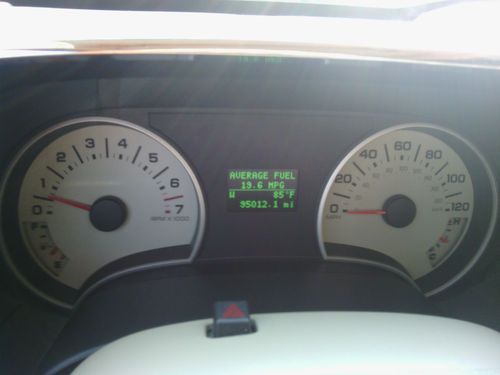 AVERAGE FUEL
19.6 MPG
W 85°F
95012.1 mi
0 1 2 3 4 5 6 7
RPM X 1000
0 20 40 60 80 100 120
MPH
H